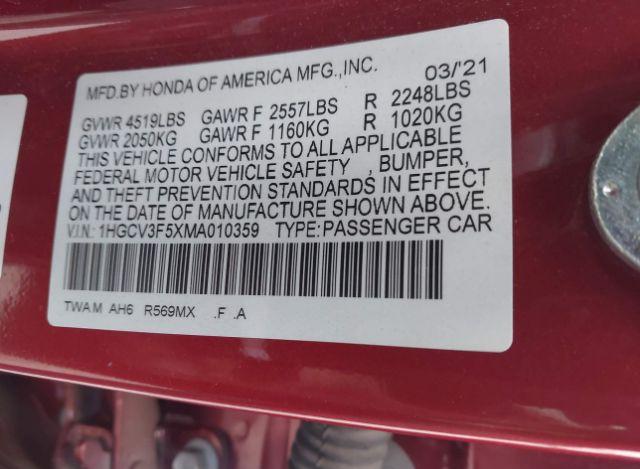 MFD.BY HONDA OF AMERICA MFG.,INC. 03/'21
GVWR 4519LBS GAWR F 2557LBS R 2248LBS
GVWR 2050KG GAWR F 1160KG R 1020KG
THIS VEHICLE CONFORMS TO ALL APPLICABLE
FEDERAL MOTOR VEHICLE SAFETY , BUMPER,
AND THEFT PREVENTION STANDARDS IN EFFECT
ON THE DATE OF MANUFACTURE SHOWN ABOVE.
V.I.N.: 1HGCV3F5XMA010359 TYPE:PASSENGER CAR
TWA M AH6 R569MX .F .A